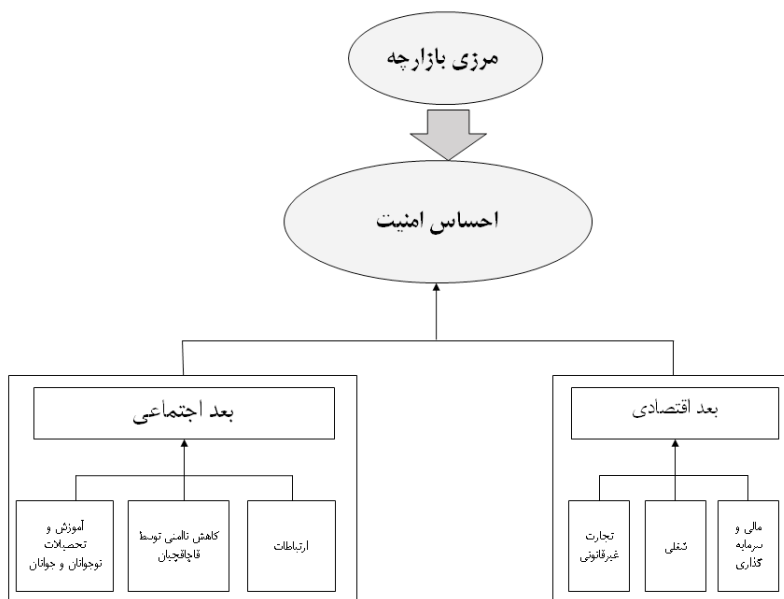 مرزی بازارچه
احساس امنیت
بعد اقتصادی
مالی و
سرمایه
گذاری
شغلی
تجارت
غیرقانونی
بعد اجتماعی
ارتباطات
کاهش ناامنی توسط
قاچاقچیان
آموزش و
تحصیلات
نوجوانان و جوانان